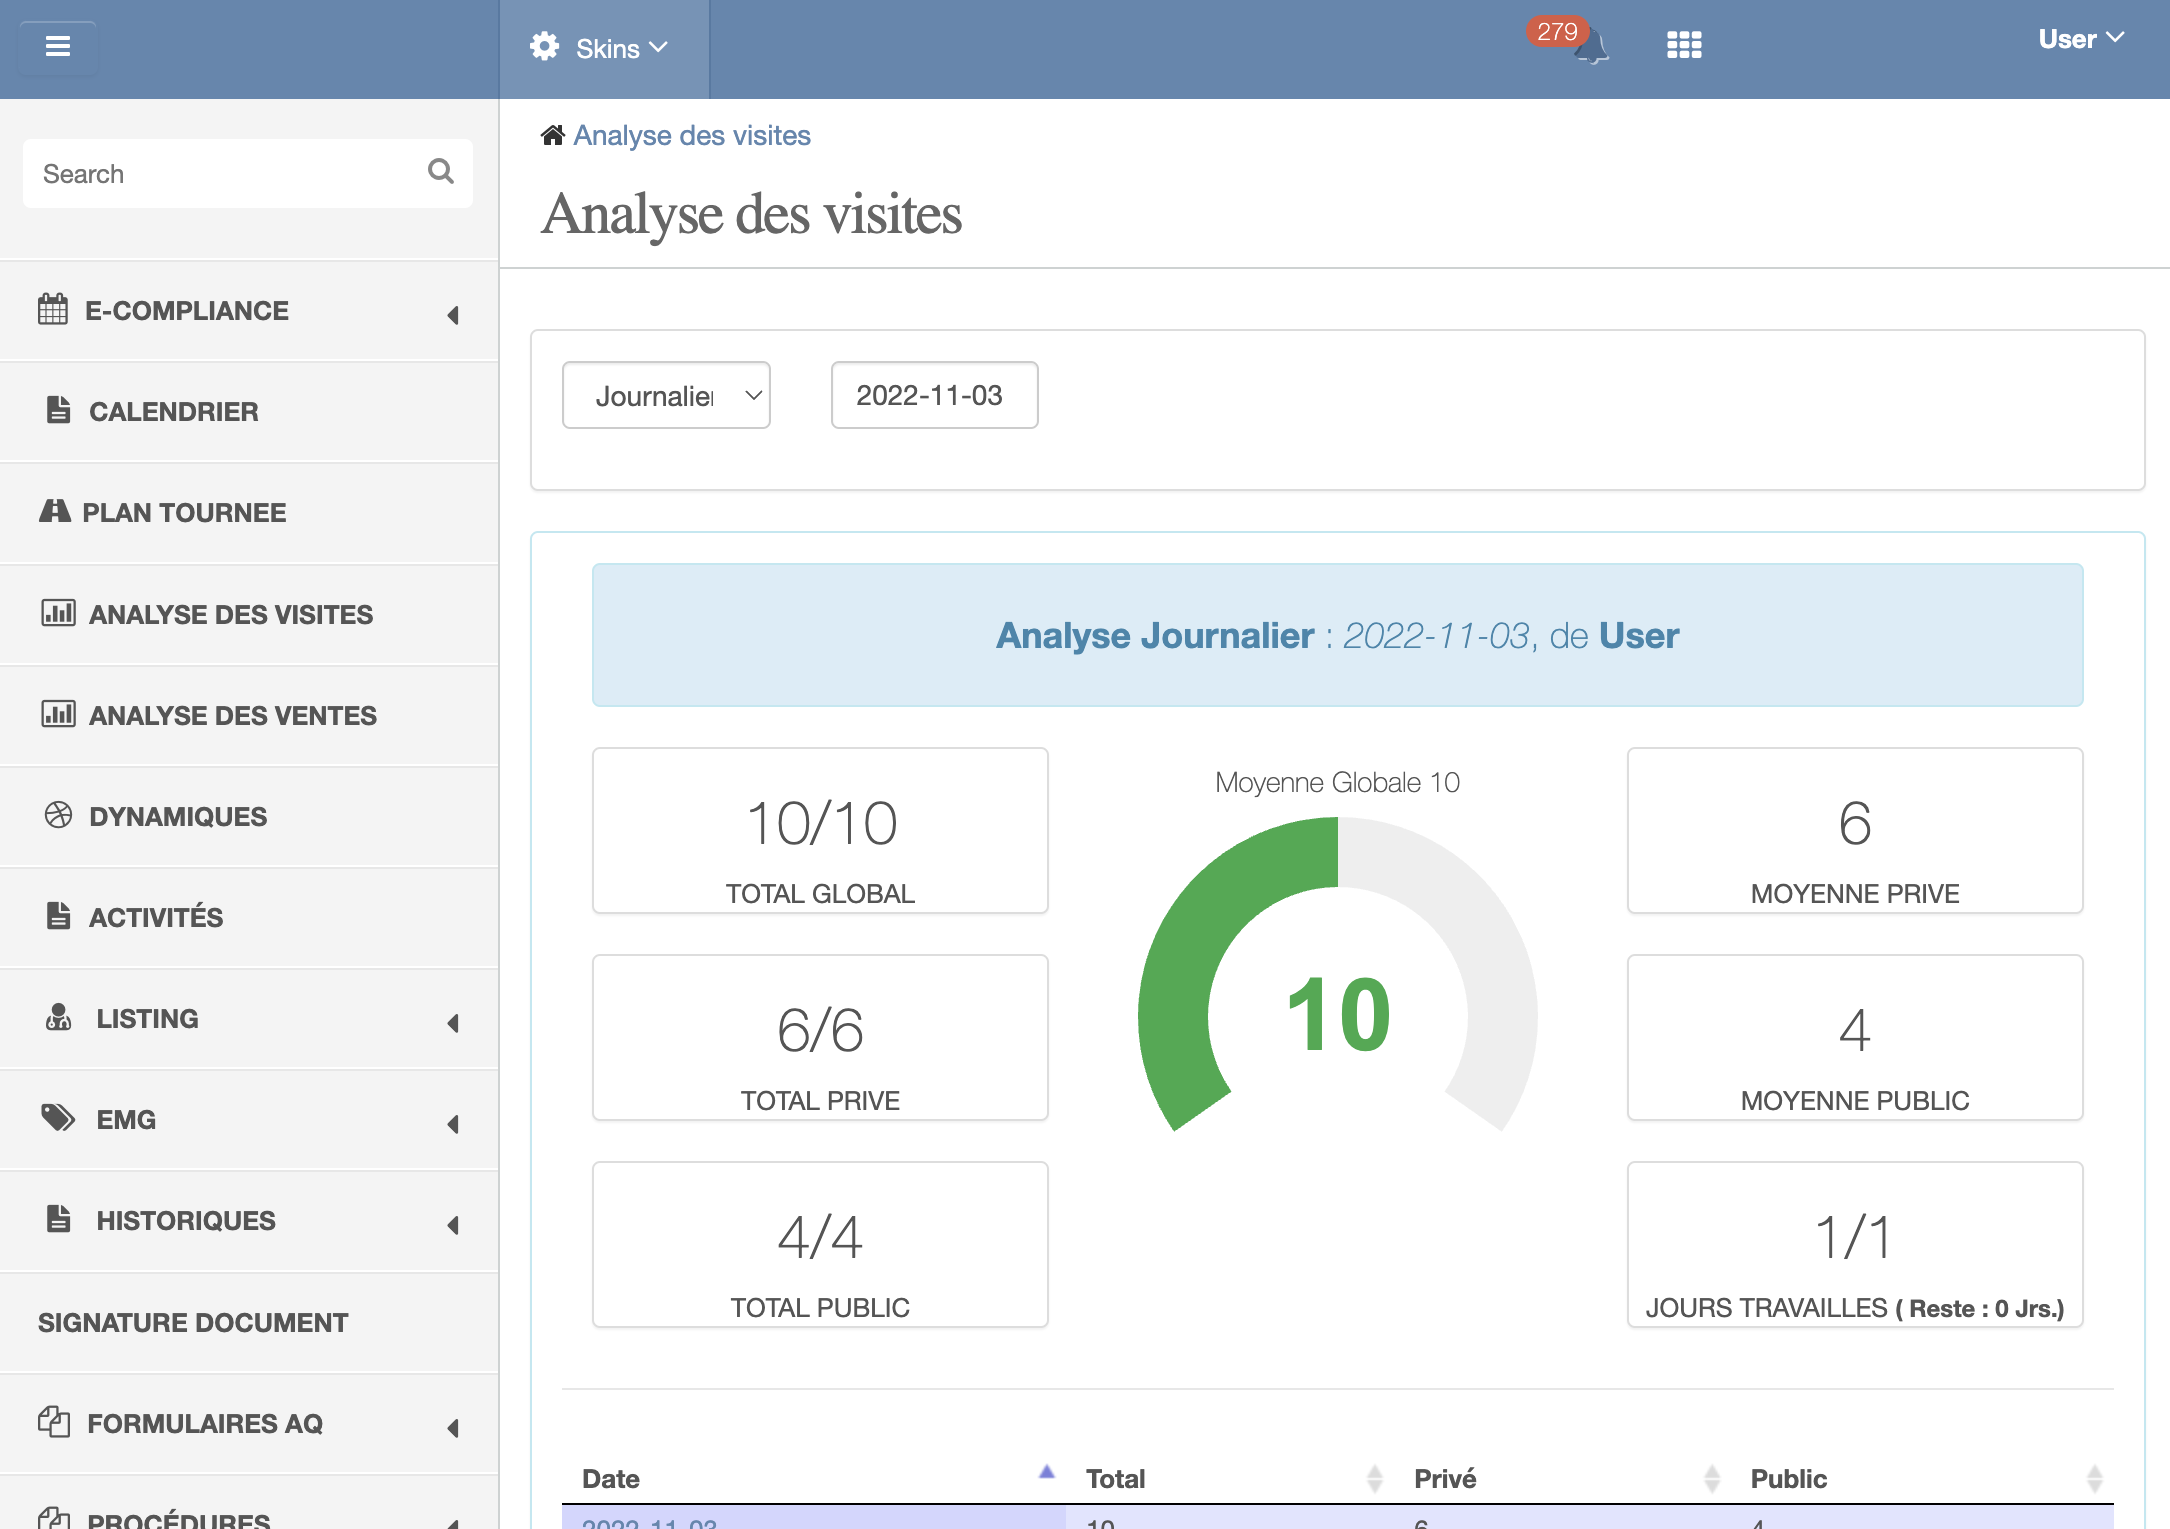 Skins
279
User
Search
E-COMPLIANCE
CALENDRIER
PLAN TOURNEE
ANALYSE DES VISITES
ANALYSE DES VENTES
DYNAMIQUES
ACTIVITÉS
LISTING
EMG
HISTORIQUES
SIGNATURE DOCUMENT
FORMULAIRES AQ
PROCÉDURES
Analyse des visites
Analyse des visites
Journalier 2022-11-03
Analyse Journalier : 2022-11-03, de User
10/10
TOTAL GLOBAL
6/6
TOTAL PRIVE
4/4
TOTAL PUBLIC
Moyenne Globale 10
10
6
MOYENNE PRIVE
4
MOYENNE PUBLIC
1/1
JOURS TRAVAILLES ( Reste : 0 Jrs.)
Date Total Privé Public
2022-11-03 10 6 4